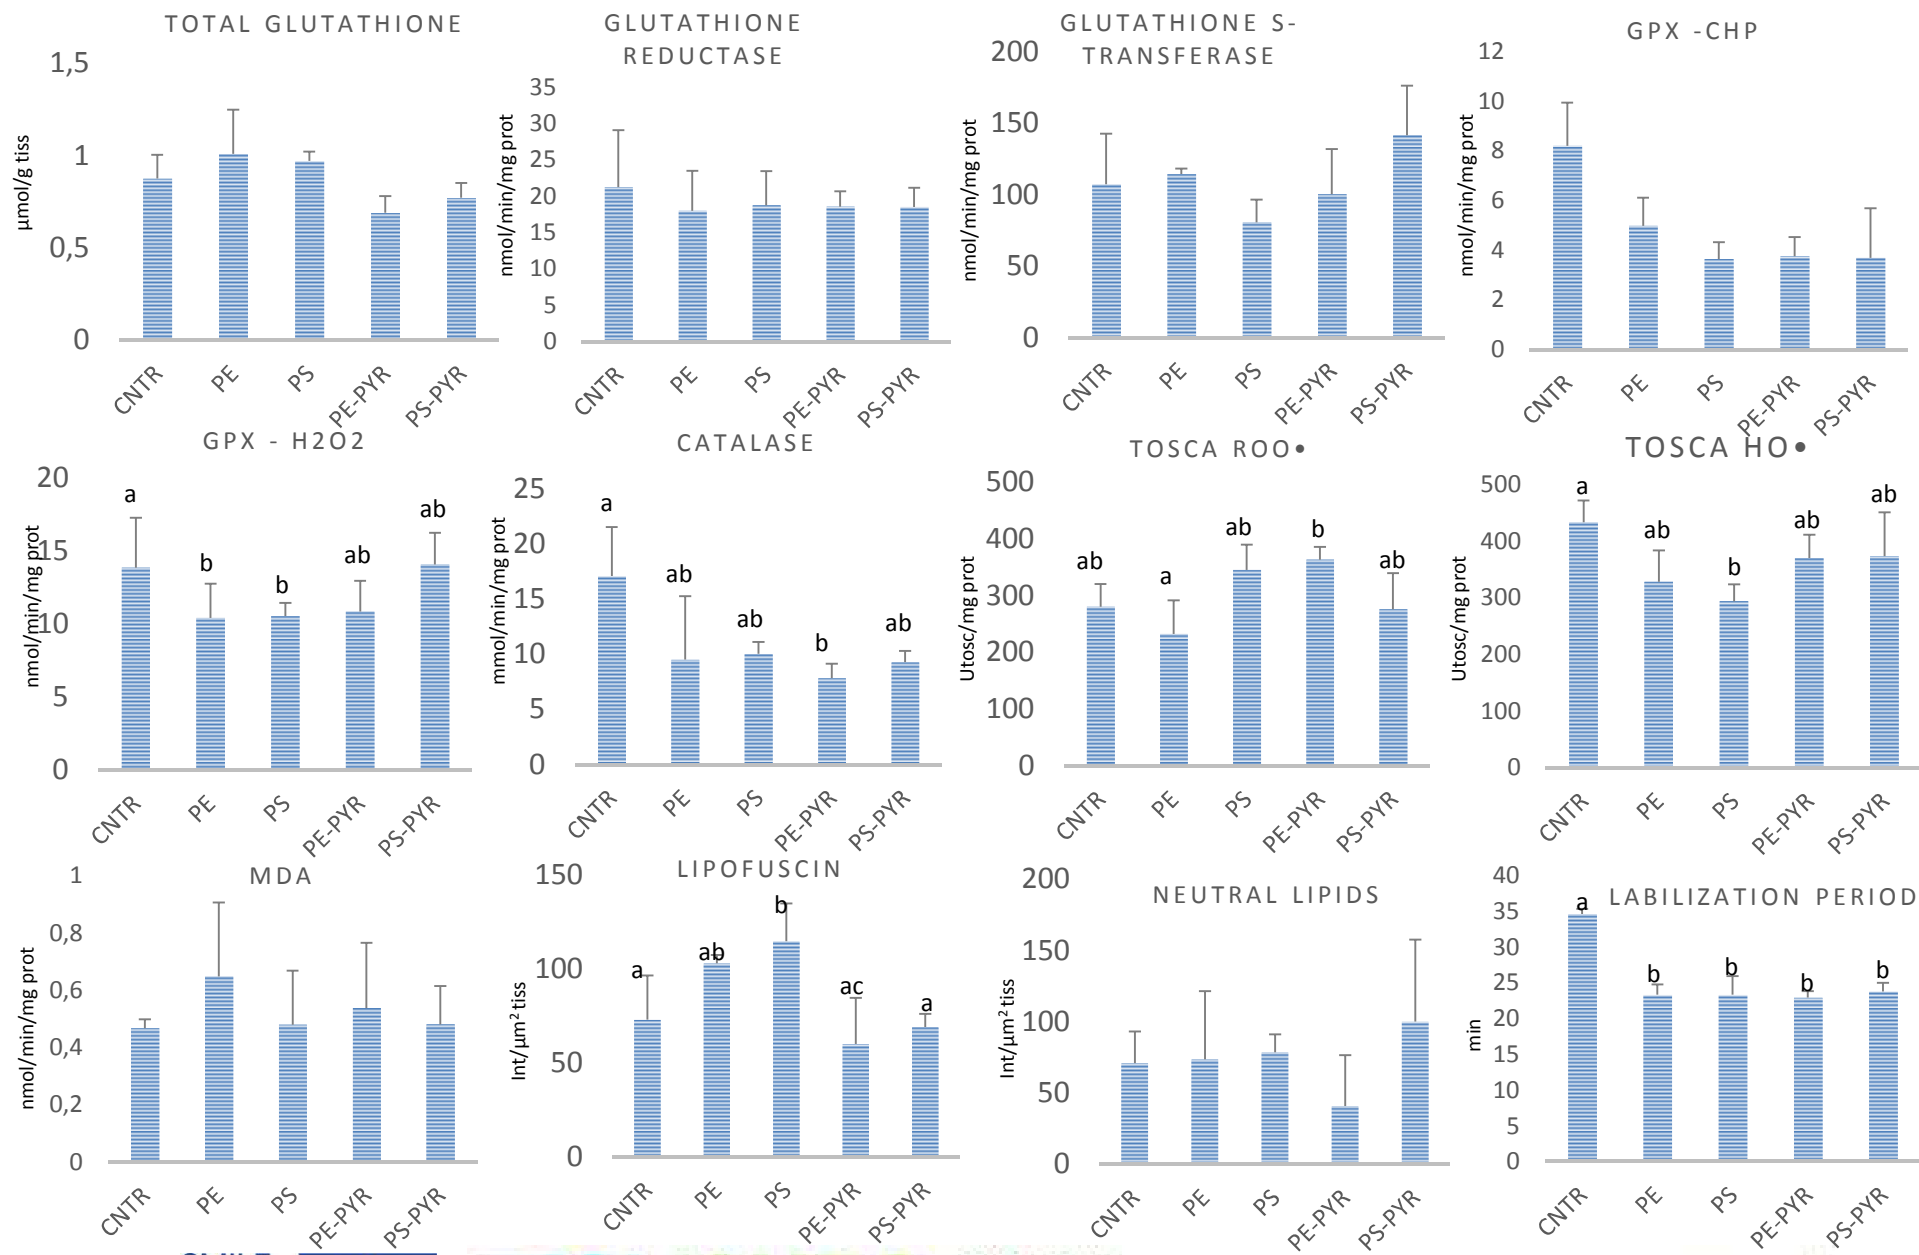 TOTAL GLUTATHIONE
1,5
1
0,5
0
µmol/g tiss
CNTR
PE
PS
PE-PYR
PS-PYR
GLUTATHIONE
REDUCTASE
35
30
25
20
15
10
5
0
nmol/min/mg prot
CNTR
PE
PS
PE-PYR
PS-PYR
GLUTATHIONE S-
TRANSFERASE
200
150
100
50
0
nmol/min/mg prot
CNTR
PE
PS
PE-PYR
PS-PYR
GPX -CHP
12
10
8
6
4
2
0
nmol/min/mg prot
CNTR
PE
PS
PE-PYR
PS-PYR
GPX - H2O2
20
15
10
5
0
nmol/min/mg prot
a
b
b
ab
ab
CNTR
PE
PS
PE-PYR
PS-PYR
CATALASE
25
20
15
10
5
0
mmol/min/mg prot
a
ab
ab
b
ab
CNTR
PE
PS
PE-PYR
PS-PYR
TOSCA ROO•
500
400
300
200
100
0
Utosc/mg prot
ab
a
ab
b
ab
CNTR
PE
PS
PE-PYR
PS-PYR
TOSCA HO•
500
400
300
200
100
0
Utosc/mg prot
a
ab
b
ab
ab
CNTR
PE
PS
PE-PYR
PS-PYR
MDA
1
0,8
0,6
0,4
0,2
0
nmol/min/mg prot
CNTR
PE
PS
PE-PYR
PS-PYR
LIPOFUSCIN
150
100
50
0
Int/µm² tiss
a
ab
b
ac
a
CNTR
PE
PS
PE-PYR
PS-PYR
NEUTRAL LIPIDS
200
150
100
50
0
Int/µm² tiss
CNTR
PE
PS
PE-PYR
PS-PYR
LABILIZATION PERIOD
40
35
30
25
20
15
10
5
0
min
a
b
b
b
b
CNTR
PE
PS
PE-PYR
PS-PYR